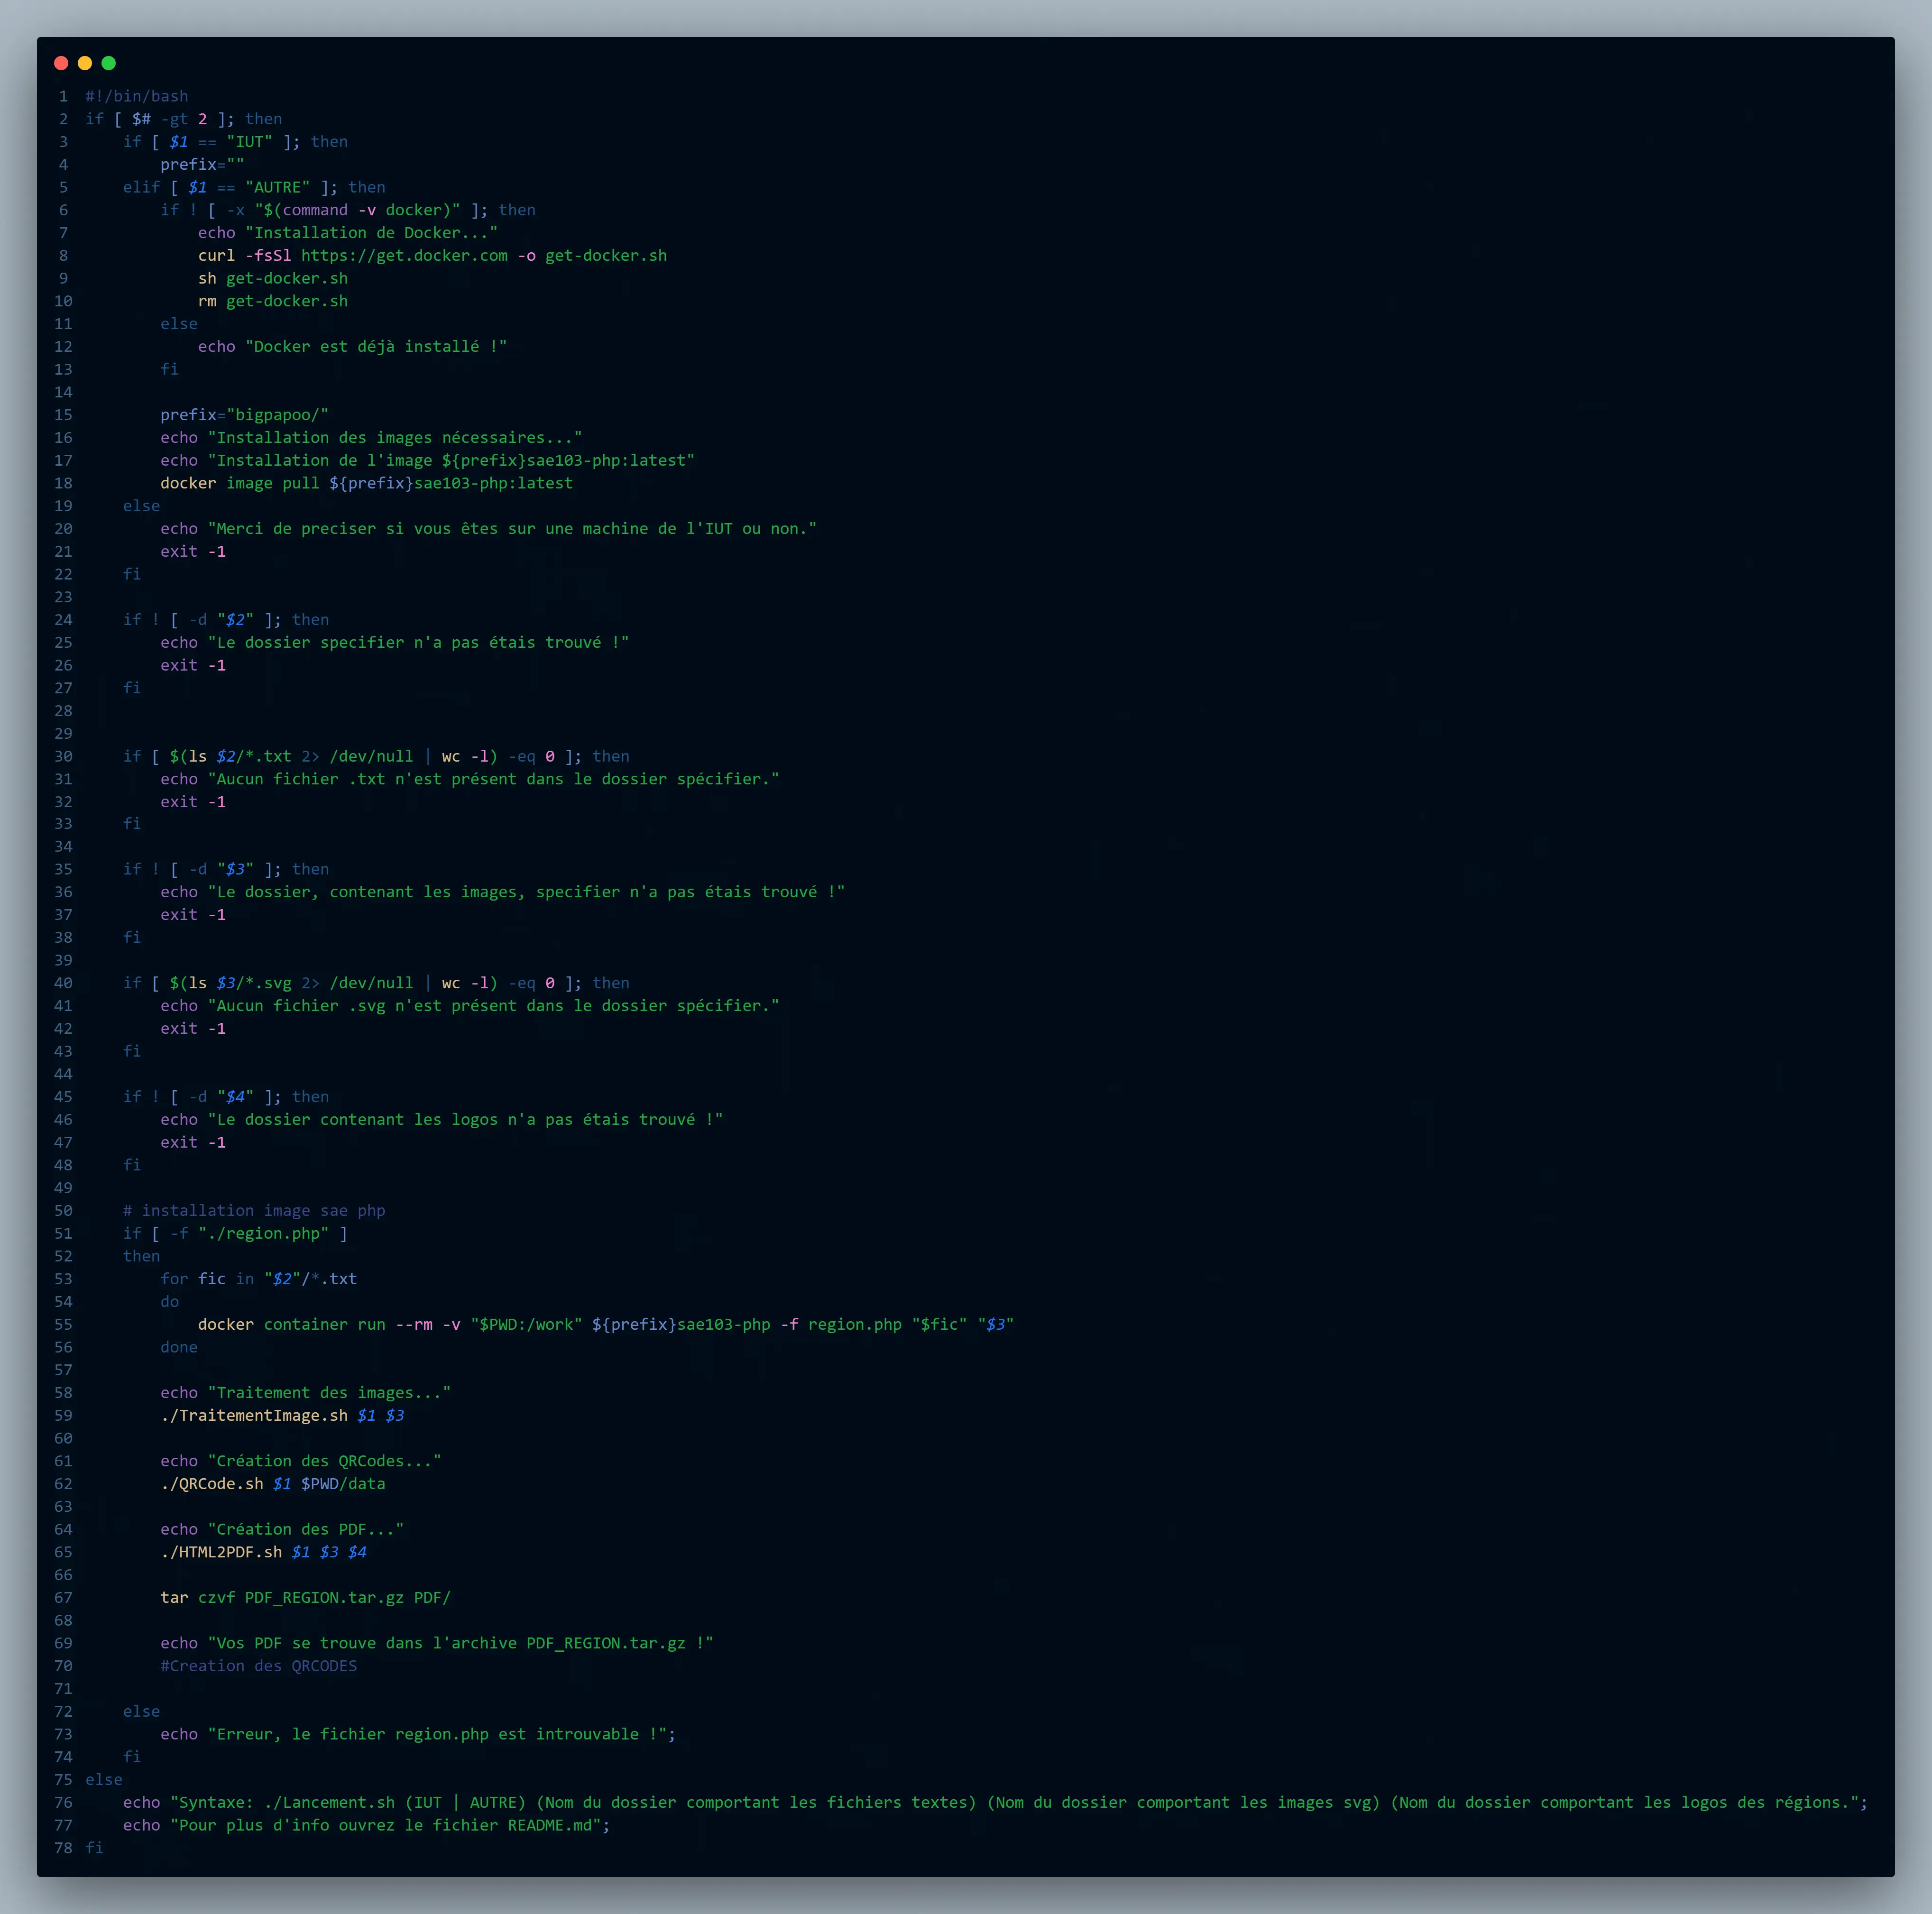 1 #!/bin/bash
2 if [ $# -gt 2 ]; then
3     if [ $1 == "IUT" ]; then
4         prefix=""
5     elif [ $1 == "AUTRE" ]; then
6         if ! [ -x "$(command -v docker)" ]; then
7             echo "Installation de Docker..."
8             curl -fsSl https://get.docker.com -o get-docker.sh
9             sh get-docker.sh
10             rm get-docker.sh
11         else
12             echo "Docker est déjà installé !"
13         fi
14
15         prefix="bigpapoo/"
16         echo "Installation des images nécessaires..."
17         echo "Installation de l'image ${prefix}sae103-php:latest"
18         docker image pull ${prefix}sae103-php:latest
19     else
20         echo "Merci de preciser si vous êtes sur une machine de l'IUT ou non."
21         exit -1
22     fi
23
24     if ! [ -d "$2" ]; then
25         echo "Le dossier specifier n'a pas étais trouvé !"
26         exit -1
27     fi
28
29
30     if [ $(ls $2/*.txt 2> /dev/null | wc -l) -eq 0 ]; then
31         echo "Aucun fichier .txt n'est présent dans le dossier spécifier."
32         exit -1
33     fi
34
35     if ! [ -d "$3" ]; then
36         echo "Le dossier, contenant les images, specifier n'a pas étais trouvé !"
37         exit -1
38     fi
39
40     if [ $(ls $3/*.svg 2> /dev/null | wc -l) -eq 0 ]; then
41         echo "Aucun fichier .svg n'est présent dans le dossier spécifier."
42         exit -1
43     fi
44
45     if ! [ -d "$4" ]; then
46         echo "Le dossier contenant les logos n'a pas étais trouvé !"
47         exit -1
48     fi
49
50     # installation image sae php
51     if [ -f "./region.php" ]
52     then
53         for fic in "$2"/*.txt
54         do
55             docker container run --rm -v "$PWD:/work" ${prefix}sae103-php -f region.php "$fic" "$3"
56         done
57
58         echo "Traitement des images..."
59         ./TraitementImage.sh $1 $3
60
61         echo "Création des QRCodes..."
62         ./QRCode.sh $1 $PWD/data
63
64         echo "Création des PDF..."
65         ./HTML2PDF.sh $1 $3 $4
66
67         tar czvf PDF_REGION.tar.gz PDF/
68
69         echo "Vos PDF se trouve dans l'archive PDF_REGION.tar.gz !"
70         #Creation des QRCODES
71
72     else
73         echo "Erreur, le fichier region.php est introuvable !";
74     fi
75 else
76     echo "Syntaxe: ./Lancement.sh (IUT | AUTRE) (Nom du dossier comportant les fichiers textes) (Nom du dossier comportant les images svg) (Nom du dossier comportant les logos des régions.";
77     echo "Pour plus d'info ouvrez le fichier README.md";
78 fi